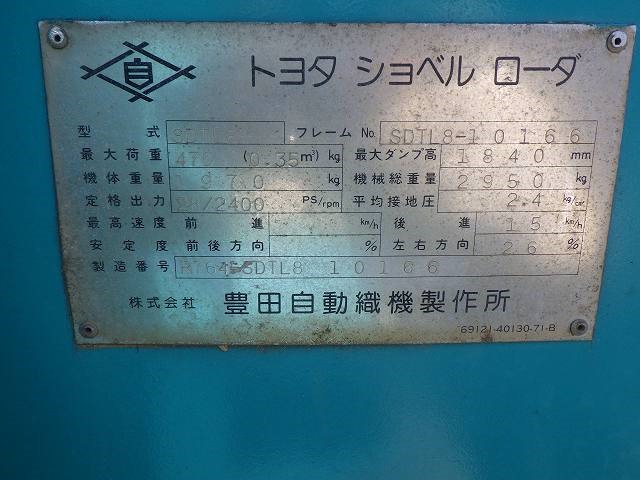 自 トヨタ ショベル ローダ
型式 フレーム No. SDTL8-10166
最大荷重 (0.35m³) kg 最大ダンプ高 1840 mm
機体重量 970 kg 機械総重量 2950 kg
定格出力 /2400 PS/rpm 平均接地圧 2.4
最高速度 前進 km/h 後進 15 km/h
安定度 前後方向 % 左右方向 26 %
製造番号 SDTL8 10166
株式会社 豊田自動織機製作所
69121-40130-71-B